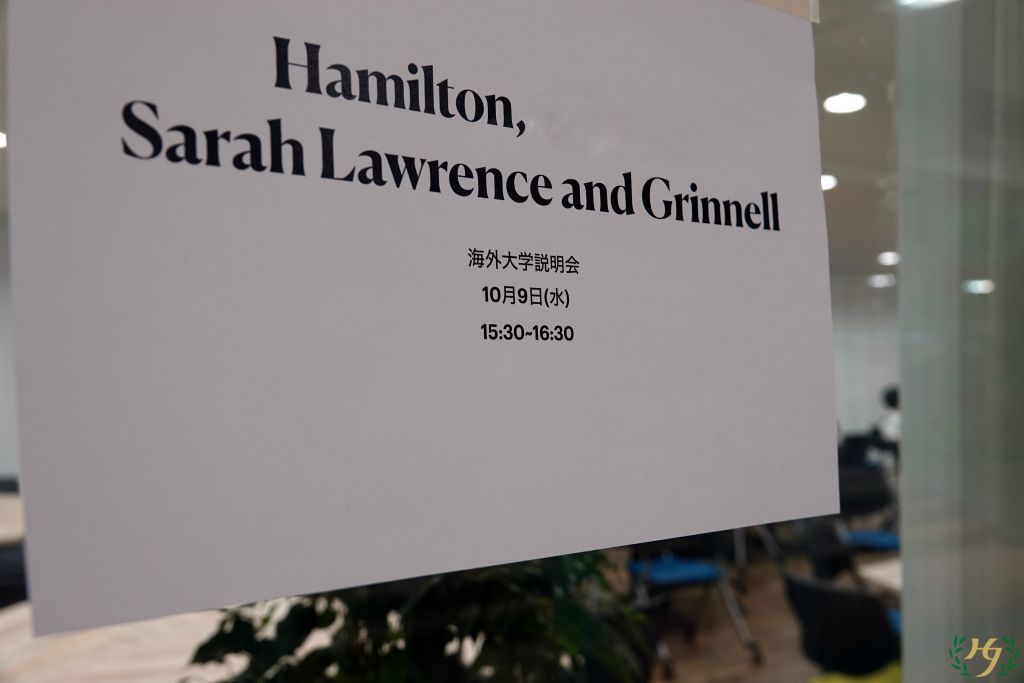 Hamilton,
Sarah Lawrence and Grinnell
海外大学説明会
10月9日(水)
15:30~16:30
HJ